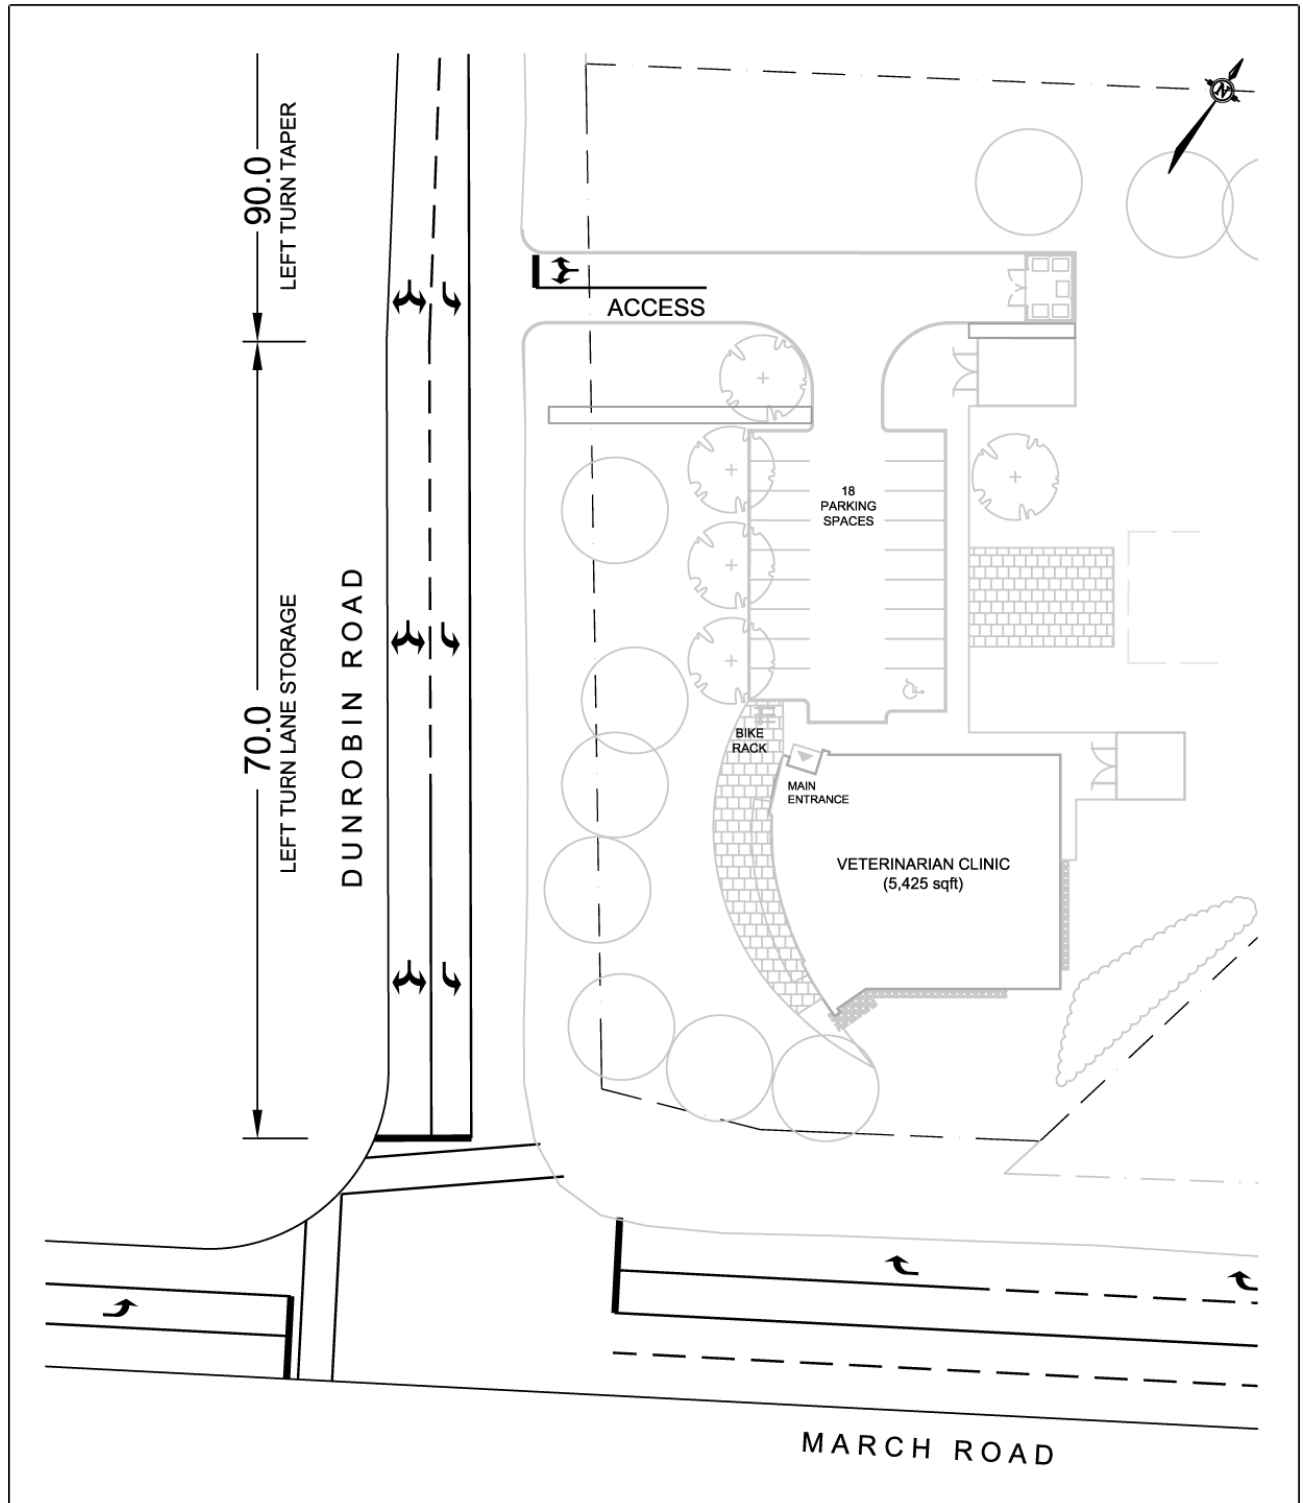 N
90.0
LEFT TURN TAPER
ACCESS
18
PARKING
SPACES
DUNROBIN ROAD
70.0
LEFT TURN LANE STORAGE
BIKE
RACK
MAIN
ENTRANCE
VETERINARIAN CLINIC
(5,425 sqft)
MARCH ROAD